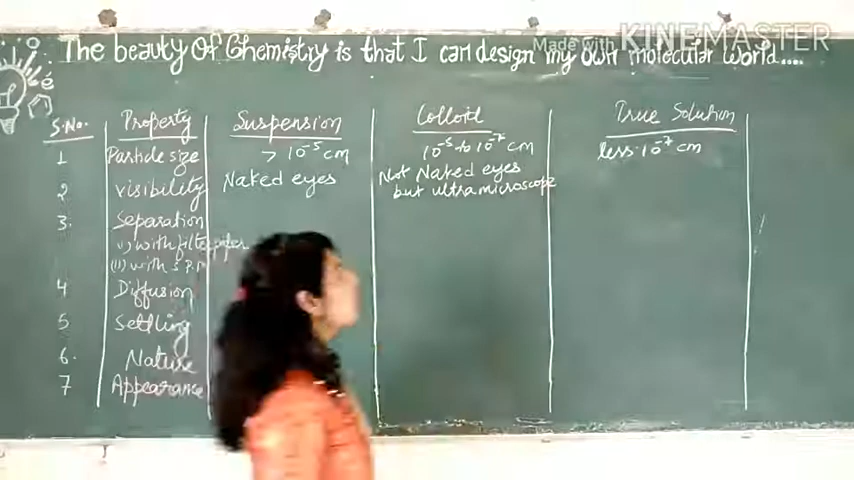 The beauty Of Chemistry is that I can design my own molecular world....
Made with KINEMASTER
S.No. Property Suspension Colloid True Solution
1 Particle size > 10⁻⁵ cm 10⁻⁵ to 10⁻⁷ cm less 10⁻⁷ cm
2 visibility Naked eyes Not Naked eyes
but ultramicroscope
3. Separation
i) with filter paper
(ii) with S.P.M
4 Diffusion
5 Settling
6. Nature
7 Appearance